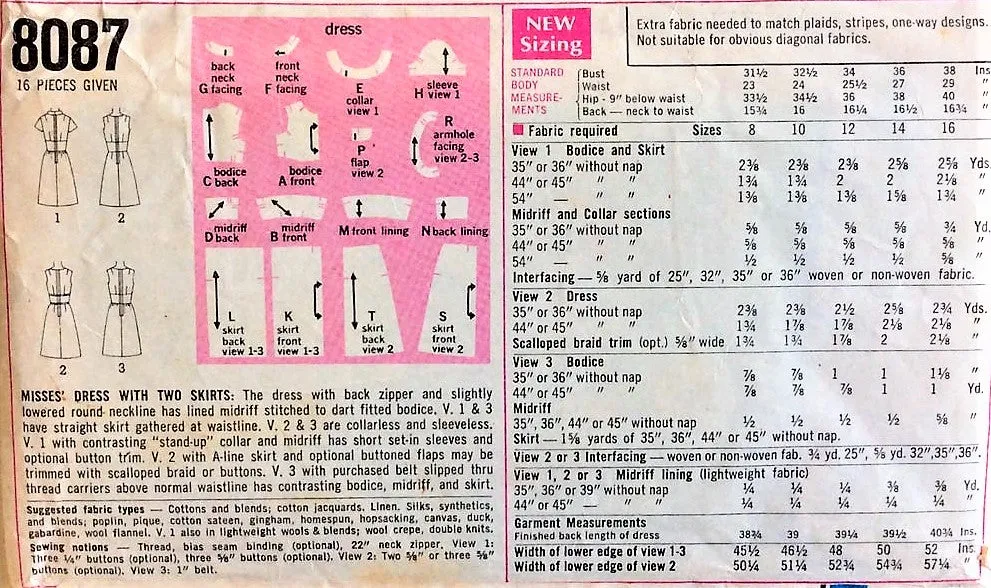 8087
16 PIECES GIVEN
1
2
2
3
dress
back
neck
G facing
front
neck
F facing
E
collar
view 1
sleeve
H view 1
bodice
C back
bodice
A front
P
flap
view 2
R
armhole
facing
view 2-3
midriff
D back
midriff
B front
M front lining
N back lining
L
skirt
back
view 1-3
K
skirt
front
view 1-3
T
skirt
back
view 2
S
skirt
front
view 2
MISSES' DRESS WITH TWO SKIRTS: The dress with back zipper and slightly
lowered round neckline has lined midriff stitched to dart fitted bodice. V. 1 & 3
have straight skirt gathered at waistline. V. 2 & 3 are collarless and sleeveless.
V. 1 with contrasting "stand-up" collar and midriff has short set-in sleeves and
optional button trim. V. 2 with A-line skirt and optional buttoned flaps may be
trimmed with scalloped braid or buttons. V. 3 with purchased belt slipped thru
thread carriers above normal waistline has contrasting bodice, midriff, and skirt.
Suggested fabric types — Cottons and blends; cotton jacquards. Linen. Silks, synthetics,
and blends; poplin, pique, cotton sateen, gingham, homespun, hopsacking, canvas, duck,
gabardine, wool flannel. V. 1 also in lightweight wools & blends; wool crepe, double knits.
Sewing notions — Thread, bias seam binding (optional), 22" neck zipper. View 1:
Three ¼" buttons (optional), three ⅝" buttons (optional). View 2: Two ⅝" or three ⅝"
buttons (optional). View 3: 1" belt.
NEW
Sizing
Extra fabric needed to match plaids, stripes, one-way designs.
Not suitable for obvious diagonal fabrics.
STANDARD Bust 31½ 32½ 34 36 38 Ins
BODY Waist 23 24 25½ 27 29 "
MEASURE- Hip - 9" below waist 33½ 34½ 36 38 40 "
MENTS Back — neck to waist 15¾ 16 16¼ 16½ 16¾ "
Fabric required Sizes 8 10 12 14 16
View 1 Bodice and Skirt
35" or 36" without nap 2⅜ 2⅜ 2⅜ 2⅝ 2⅝ Yds.
44" or 45" " " 1¾ 1¾ 2 2 2⅛ "
54" — " " 1⅜ 1⅜ 1⅜ 1⅝ 1¾ "
Midriff and Collar sections
35" or 36" without nap ⅝ ⅝ ⅝ ⅝ ¾ Yd.
44" or 45" " " ⅝ ⅝ ⅝ ⅝ ⅝ "
54" — " " ½ ½ ½ ½ ⅝ "
Interfacing — ⅝ yard of 25", 32", 35" or 36" woven or non-woven fabric.
View 2 Dress
35" or 36" without nap 2⅜ 2⅜ 2½ 2⅝ 2¾ Yds.
44" or 45" " " 1¾ 1⅞ 1⅞ 2⅛ 2⅛ "
Scalloped braid trim (opt.) ⅝" wide 1¾ 1¾ 1⅞ 2 2⅛ "
View 3 Bodice
35" or 36" without nap ⅞ ⅞ 1 1 1⅛ "
44" or 45" " " ⅞ ⅞ ⅞ 1 1 Yd.
Midriff
35", 36", 44" or 45" without nap ½ ½ ½ ½ ⅝ "
Skirt — 1⅝ yards of 35", 36", 44" or 45" without nap.
View 2 or 3 Interfacing — woven or non-woven fab. ¾ yd. 25", ⅝ yd. 32",35",36".
View 1, 2 or 3 Midriff lining (lightweight fabric)
35", 36" or 39" without nap ¼ ¼ ¼ ⅜ ⅜ Yd.
44" or 45" — " " ¼ ¼ ¼ ¼ ¼ "
Garment Measurements
Finished back length of dress 38¾ 39 39¼ 39½ 40¾ Ins.
Width of lower edge of view 1-3 45½ 46½ 48 50 52 Ins.
Width of lower edge of view 2 50¼ 51¼ 52¾ 54¾ 57¼ "